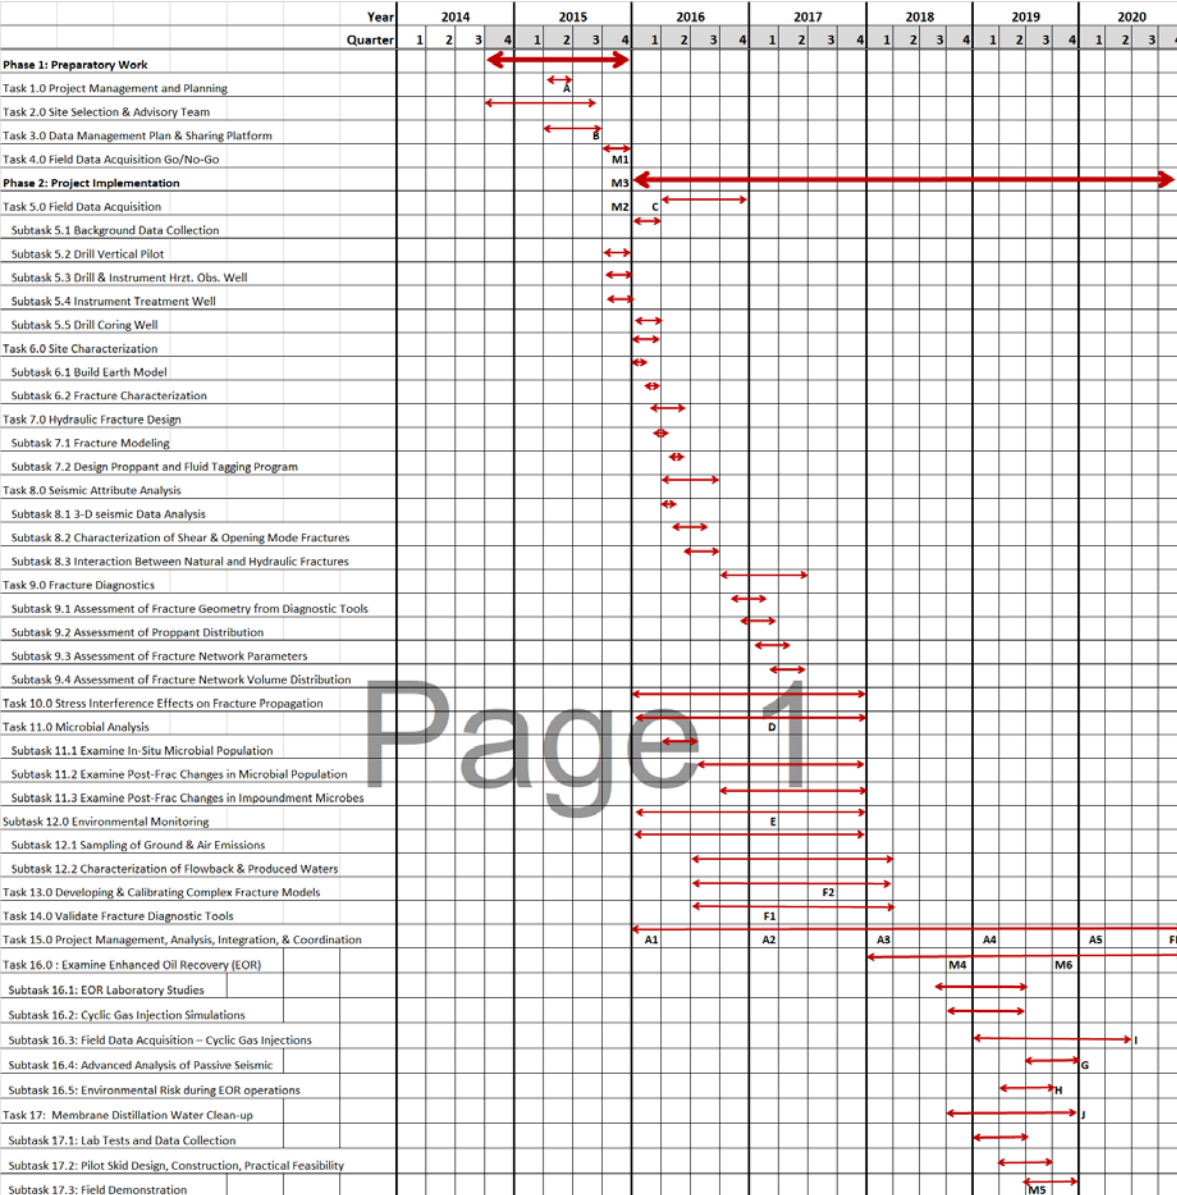 Year 2014 2015 2016 2017 2018 2019 2020
Quarter 1 2 3 4 1 2 3 4 1 2 3 4 1 2 3 4 1 2 3 4 1 2 3 4 1 2 3 4
Phase 1: Preparatory Work
Task 1.0 Project Management and Planning A
Task 2.0 Site Selection & Advisory Team
Task 3.0 Data Management Plan & Sharing Platform B
Task 4.0 Field Data Acquisition Go/No-Go M1
Phase 2: Project Implementation M3
Task 5.0 Field Data Acquisition M2 C
Subtask 5.1 Background Data Collection
Subtask 5.2 Drill Vertical Pilot
Subtask 5.3 Drill & Instrument Hrzt. Obs. Well
Subtask 5.4 Instrument Treatment Well
Subtask 5.5 Drill Coring Well
Task 6.0 Site Characterization
Subtask 6.1 Build Earth Model
Subtask 6.2 Fracture Characterization
Task 7.0 Hydraulic Fracture Design
Subtask 7.1 Fracture Modeling
Subtask 7.2 Design Proppant and Fluid Tagging Program
Task 8.0 Seismic Attribute Analysis
Subtask 8.1 3-D seismic Data Analysis
Subtask 8.2 Characterization of Shear & Opening Mode Fractures
Subtask 8.3 Interaction Between Natural and Hydraulic Fractures
Task 9.0 Fracture Diagnostics
Subtask 9.1 Assessment of Fracture Geometry from Diagnostic Tools
Subtask 9.2 Assessment of Proppant Distribution
Subtask 9.3 Assessment of Fracture Network Parameters
Subtask 9.4 Assessment of Fracture Network Volume Distribution
Task 10.0 Stress Interference Effects on Fracture Propagation
Task 11.0 Microbial Analysis D
Page 1
Subtask 11.1 Examine In-Situ Microbial Population
Subtask 11.2 Examine Post-Frac Changes in Microbial Population
Subtask 11.3 Examine Post-Frac Changes in Impoundment Microbes
Subtask 12.0 Environmental Monitoring E
Subtask 12.1 Sampling of Ground & Air Emissions
Subtask 12.2 Characterization of Flowback & Produced Waters
Task 13.0 Developing & Calibrating Complex Fracture Models F2
Task 14.0 Validate Fracture Diagnostic Tools F1
Task 15.0 Project Management, Analysis, Integration, & Coordination A1 A2 A3 A4 A5
Task 16.0 : Examine Enhanced Oil Recovery (EOR) M4 M6
Subtask 16.1: EOR Laboratory Studies
Subtask 16.2: Cyclic Gas Injection Simulations
Subtask 16.3: Field Data Acquisition – Cyclic Gas Injections I
Subtask 16.4: Advanced Analysis of Passive Seismic G
Subtask 16.5: Environmental Risk during EOR operations H
Task 17: Membrane Distillation Water Clean-up J
Subtask 17.1: Lab Tests and Data Collection
Subtask 17.2: Pilot Skid Design, Construction, Practical Feasibility
Subtask 17.3: Field Demonstration M5